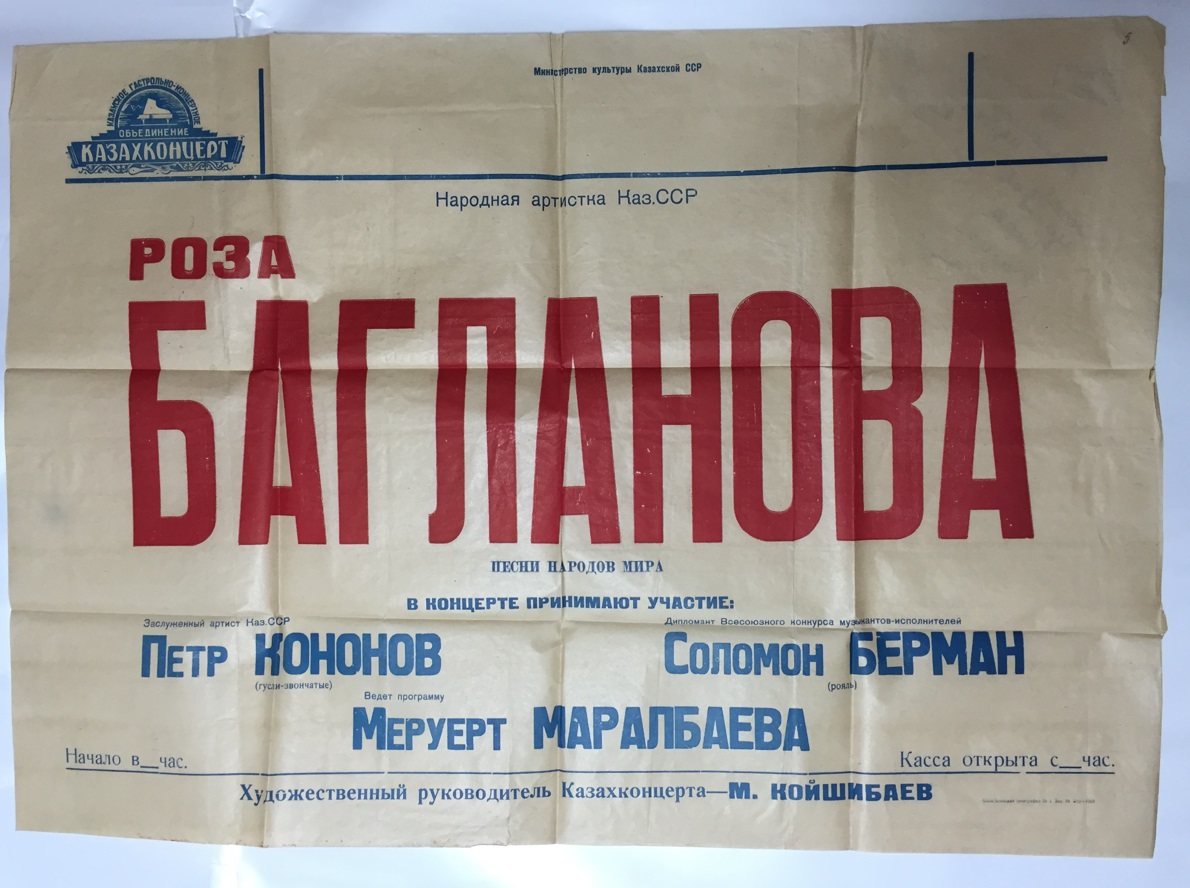 Министерство культуры Казахской ССР
КАЗАХСКОЕ ГАСТРОЛЬНО-КОНЦЕРТНОЕ
ОБЪЕДИНЕНИЕ
КАЗАХКОНЦЕРТ
5
Народная артистка Каз.ССР
РОЗА
БАГЛАНОВА
ПЕСНИ НАРОДОВ МИРА
В КОНЦЕРТЕ ПРИНИМАЮТ УЧАСТИЕ:
Заслуженный артист Каз.ССР
Петр КОНОНОВ
(гусли-звончатые)
Дипломант Всесоюзного конкурса музыкактов-исполнителей
Соломон БЕРМАН
(рояль)
Ведет программу
Меруерт МАРАЛБАЕВА
Начало в__час.
Касса открыта с__час.
Художественный руководитель Казахконцерта—М. КОЙШИБАЕВ